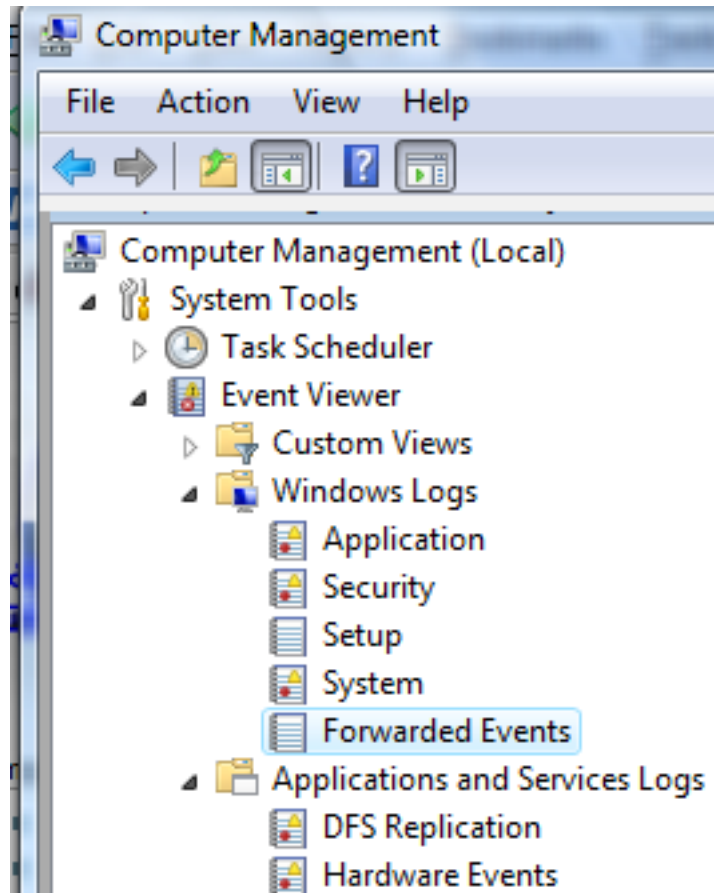 Computer Management
File Action View Help
Computer Management (Local)
System Tools
Task Scheduler
Event Viewer
Custom Views
Windows Logs
Application
Security
Setup
System
Forwarded Events
Applications and Services Logs
DFS Replication
Hardware Events